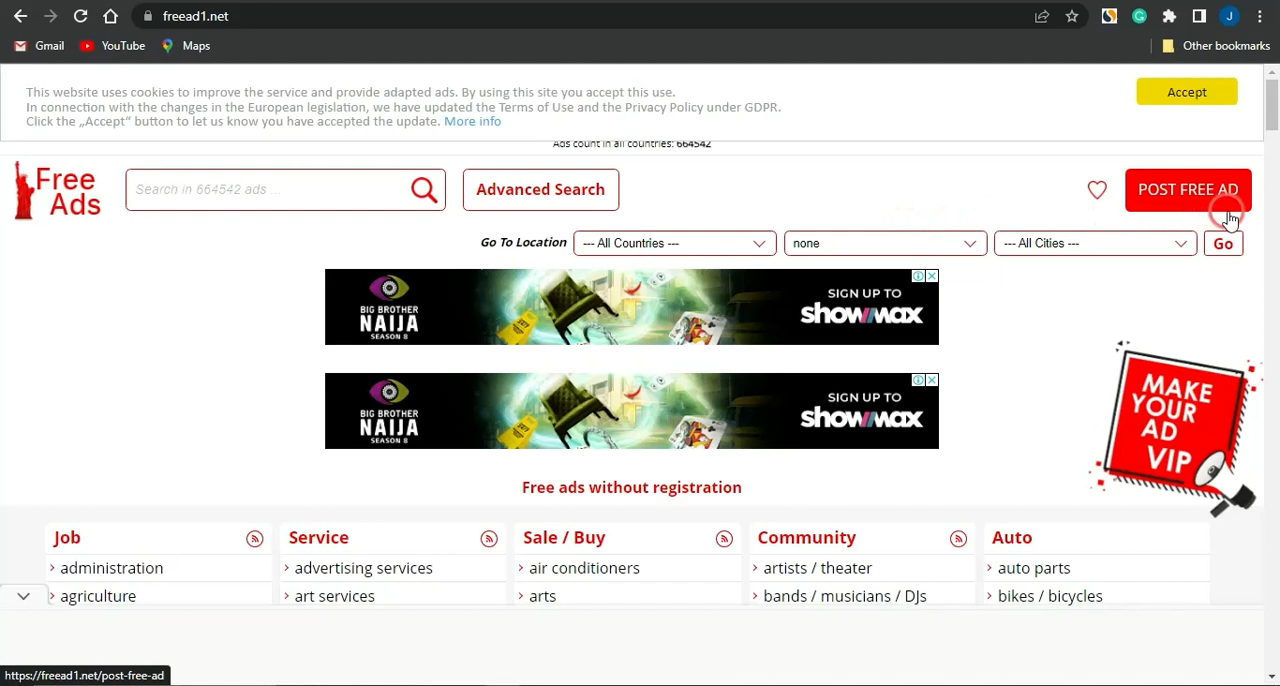 freead1.net
J
Gmail YouTube Maps Other bookmarks
This website uses cookies to improve the service and provide adapted ads. By using this site you accept this use.
In connection with the changes in the European legislation, we have updated the Terms of Use and the Privacy Policy under GDPR.
Click the „Accept“ button to let us know you have accepted the update. More info
Accept
Ads count in all countries: 664542
Free
Ads
Search in 664542 ads ...
Advanced Search
POST FREE AD
Go To Location --- All Countries --- none --- All Cities --- Go
BIG BROTHER
NAIJA
SEASON 8
SIGN UP TO
showmax
BIG BROTHER
NAIJA
SEASON 8
SIGN UP TO
showmax
MAKE
YOUR
AD
VIP
Free ads without registration
Job Service Sale / Buy Community Auto
administration advertising services air conditioners artists / theater auto parts
agriculture art services arts bands / musicians / DJs bikes / bicycles
https://freead1.net/post-free-ad